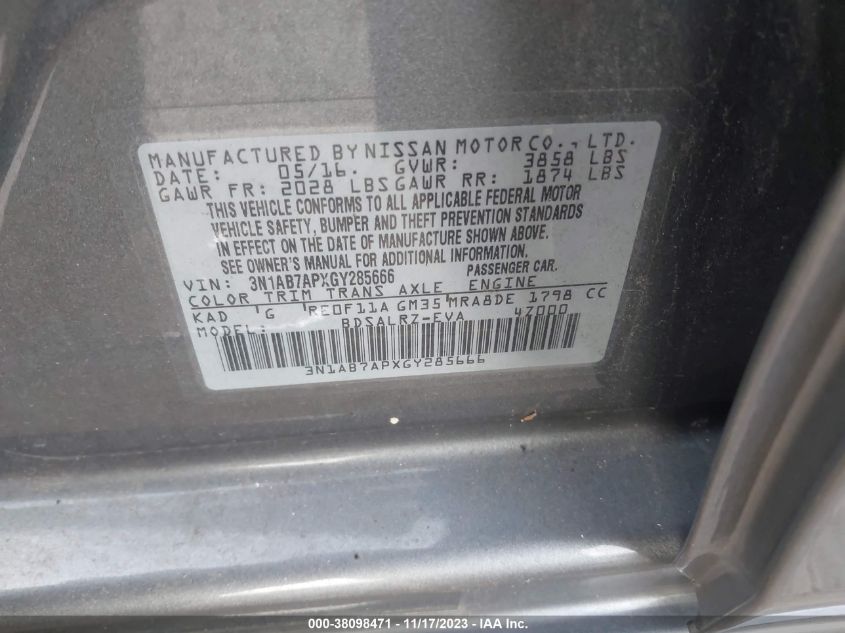 MANUFACTURED BY NISSAN MOTOR CO., LTD.
DATE: 05/16. GVWR: 3858 LBS
GAWR FR: 2028 LBS GAWR RR: 1874 LBS
THIS VEHICLE CONFORMS TO ALL APPLICABLE FEDERAL MOTOR
VEHICLE SAFETY, BUMPER AND THEFT PREVENTION STANDARDS
IN EFFECT ON THE DATE OF MANUFACTURE SHOWN ABOVE.
SEE OWNER'S MANUAL FOR ADDITIONAL INFORMATION.
VIN: 3N1AB7APXGY285666 PASSENGER CAR.
COLOR TRIM TRANS AXLE ENGINE
KAD G RE0F11A GM35 MRA8DE 1798 CC
MODEL: BDSALRZ-EVA 4Z000
3N1AB7APXGY285666
000-38098471 - 11/17/2023 - IAA Inc.